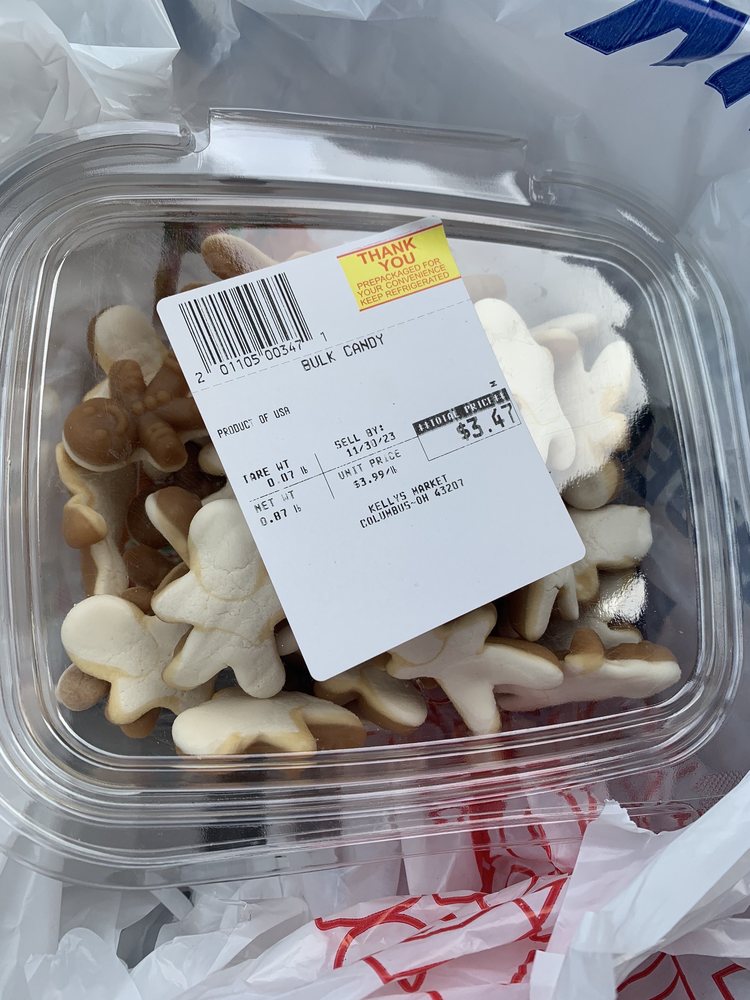 THANK
YOU
PREPACKAGED FOR
YOUR CONVENIENCE
KEEP REFRIGERATED
2 01105 00347 1
BULK CANDY
PRODUCT OF USA
SELL BY:
11/30/23
**TOTAL PRICE**
$3.47
TARE WT
0.07 lb
UNIT PRICE
$3.99/lb
NET WT
0.87 lb
KELLYS MARKET
COLUMBUS-OH 43207